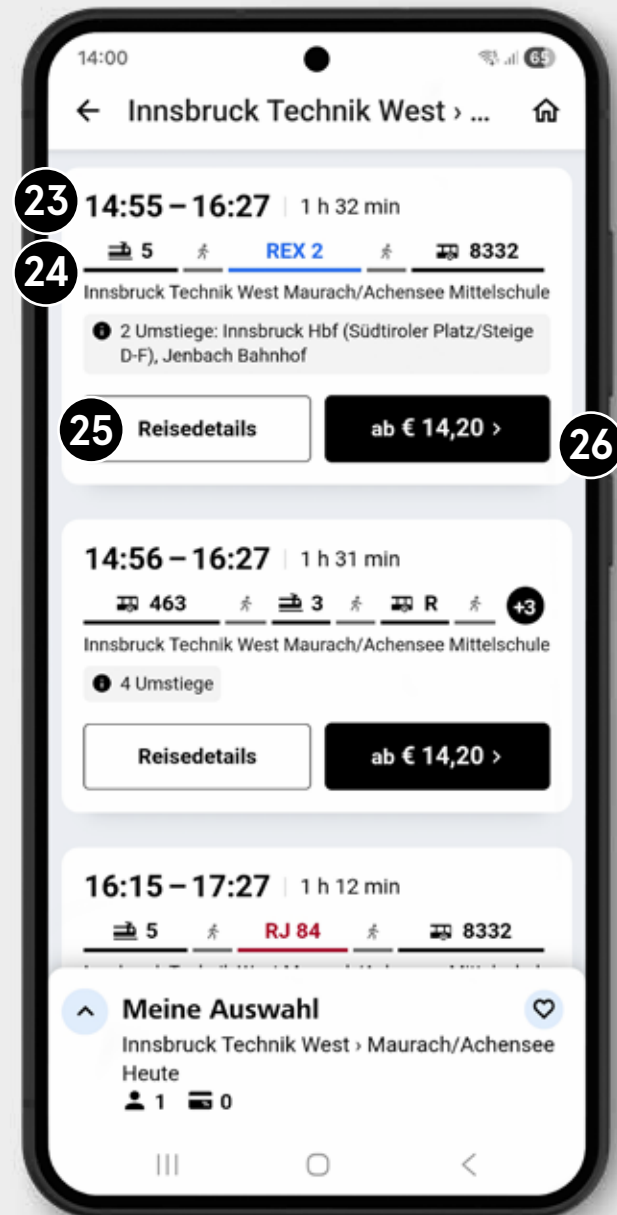 14:00
65
Innsbruck Technik West › ...
23
14:55 – 16:27 | 1 h 32 min
24
5 REX 2 8332
Innsbruck Technik West Maurach/Achensee Mittelschule
2 Umstiege: Innsbruck Hbf (Südtiroler Platz/Steige
D-F), Jenbach Bahnhof
25
Reisedetails ab € 14,20 ›
26
14:56 – 16:27 | 1 h 31 min
463 3 R +3
Innsbruck Technik West Maurach/Achensee Mittelschule
4 Umstiege
Reisedetails ab € 14,20 ›
16:15 – 17:27 | 1 h 12 min
5 RJ 84 8332
Meine Auswahl
Innsbruck Technik West › Maurach/Achensee
Heute
1 0